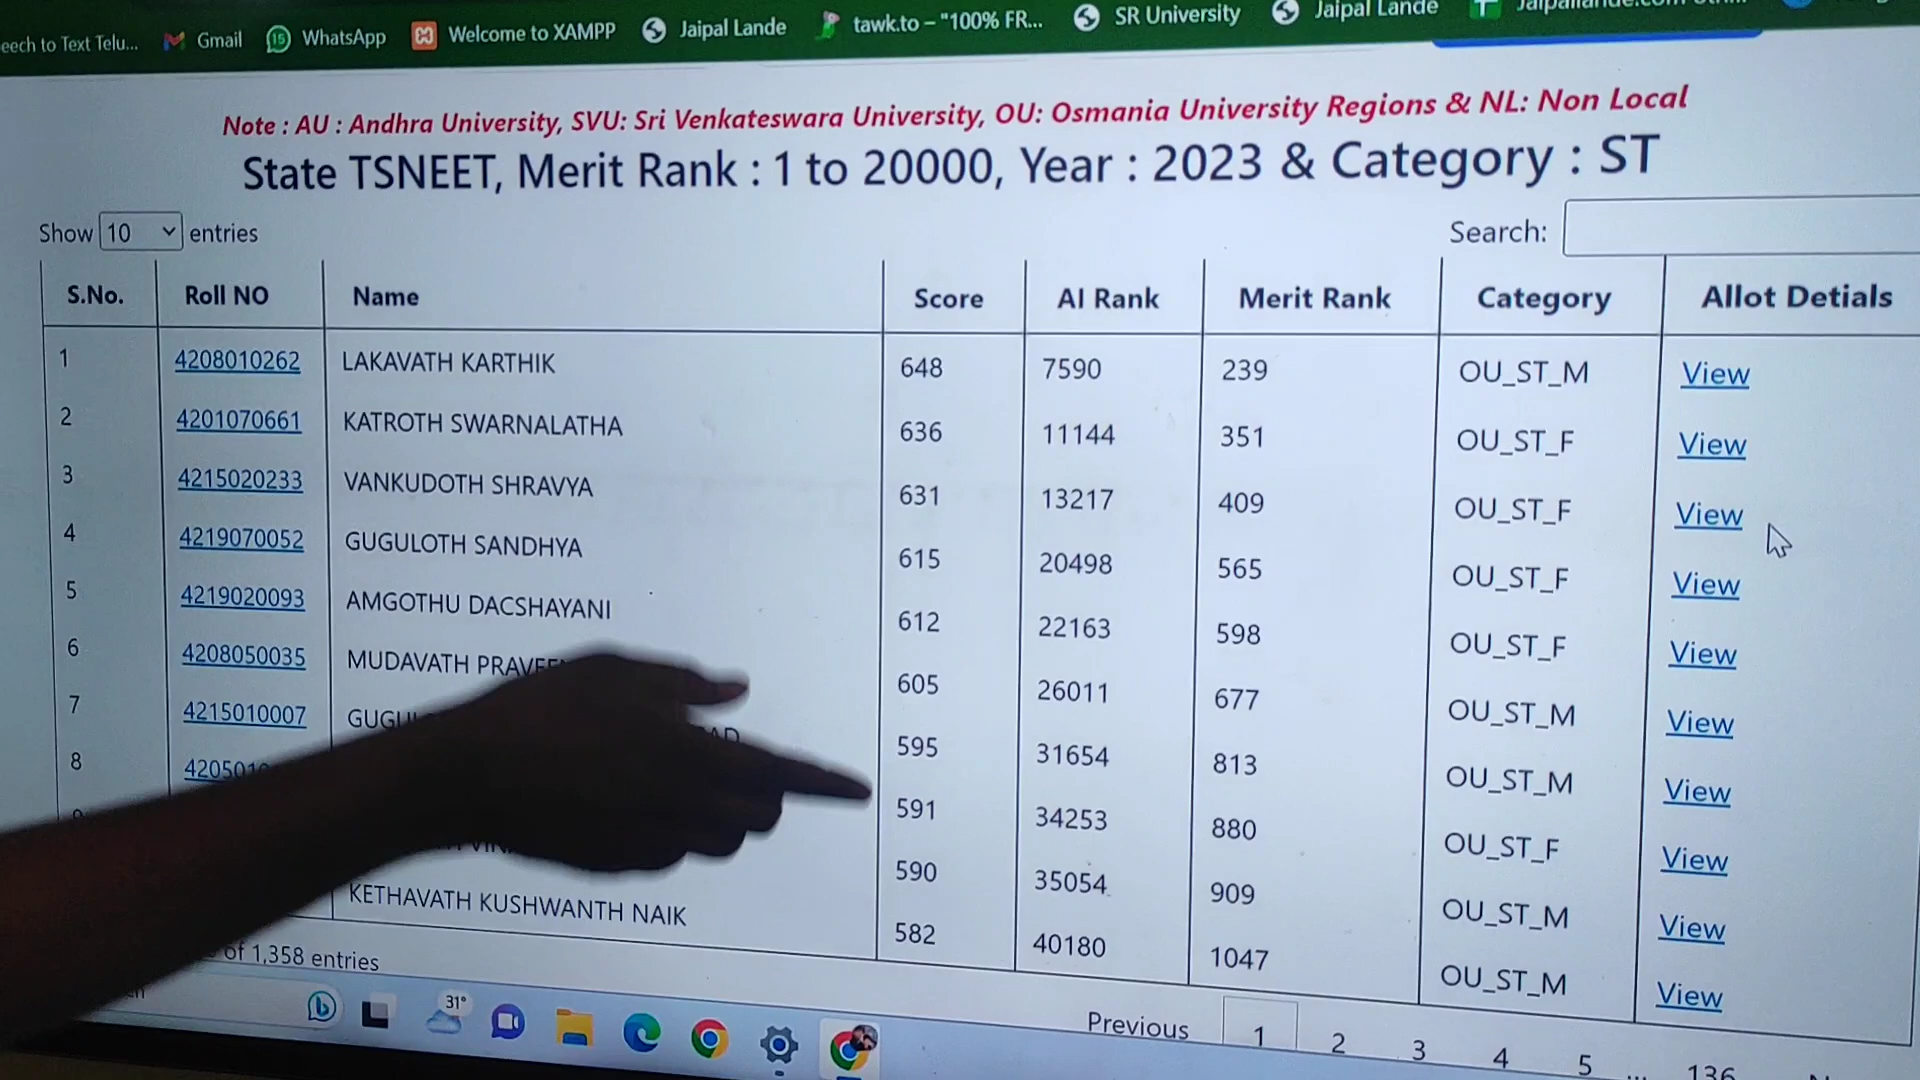 eech to Text Telu... Gmail WhatsApp Welcome to XAMPP Jaipal Lande tawk.to – "100% FR... SR University Jaipal Lande
Note : AU : Andhra University, SVU: Sri Venkateswara University, OU: Osmania University Regions & NL: Non Local
State TSNEET, Merit Rank : 1 to 20000, Year : 2023 & Category : ST
Show 10 entries Search:
S.No. Roll NO Name Score AI Rank Merit Rank Category Allot Detials
1 4208010262 LAKAVATH KARTHIK 648 7590 239 OU_ST_M View
2 4201070661 KATROTH SWARNALATHA 636 11144 351 OU_ST_F View
3 4215020233 VANKUDOTH SHRAVYA 631 13217 409 OU_ST_F View
4 4219070052 GUGULOTH SANDHYA 615 20498 565 OU_ST_F View
5 4219020093 AMGOTHU DACSHAYANI 612 22163 598 OU_ST_F View
6 4208050035 MUDAVATH 605 26011 677 OU_ST_M View
7 4215010007 595 31654 813 OU_ST_M View
8 591 34253 880 OU_ST_F View
590 35054 909 OU_ST_M View
KETHAVATH KUSHWANTH NAIK 582 40180 1047 OU_ST_M View
of 1,358 entries
Previous 1 2 3 4 5 ... 136
31°